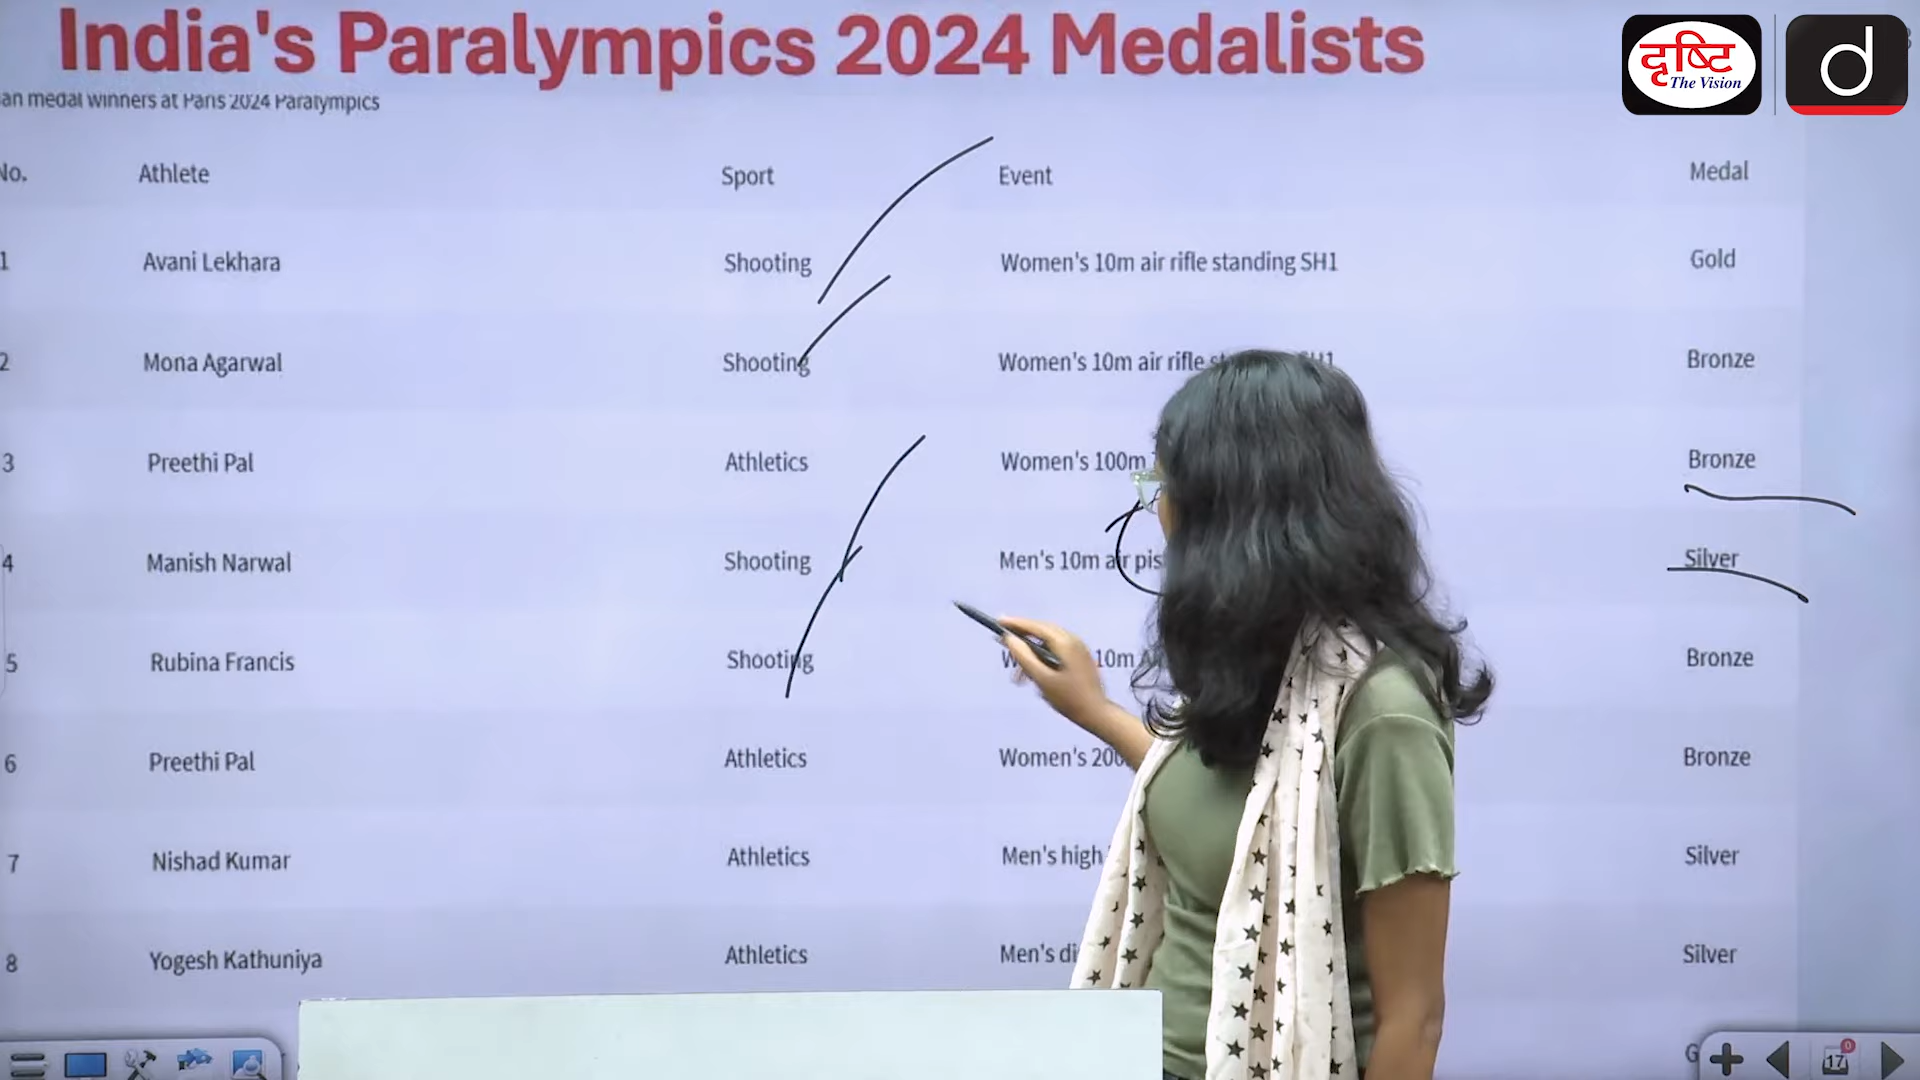 India's Paralympics 2024 Medalists
दृष्टि
The Vision
d
an medal winners at Paris 2024 Paralympics
No. Athlete Sport Event Medal
1 Avani Lekhara Shooting Women's 10m air rifle standing SH1 Gold
2 Mona Agarwal Shooting Women's 10m air rifle SH1 Bronze
3 Preethi Pal Athletics Women's 100m Bronze
4 Manish Narwal Shooting Men's 10m air pis Silver
5 Rubina Francis Shooting 10m Bronze
6 Preethi Pal Athletics Women's 200 Bronze
7 Nishad Kumar Athletics Men's high Silver
8 Yogesh Kathuniya Athletics Men's di Silver
G
17
0